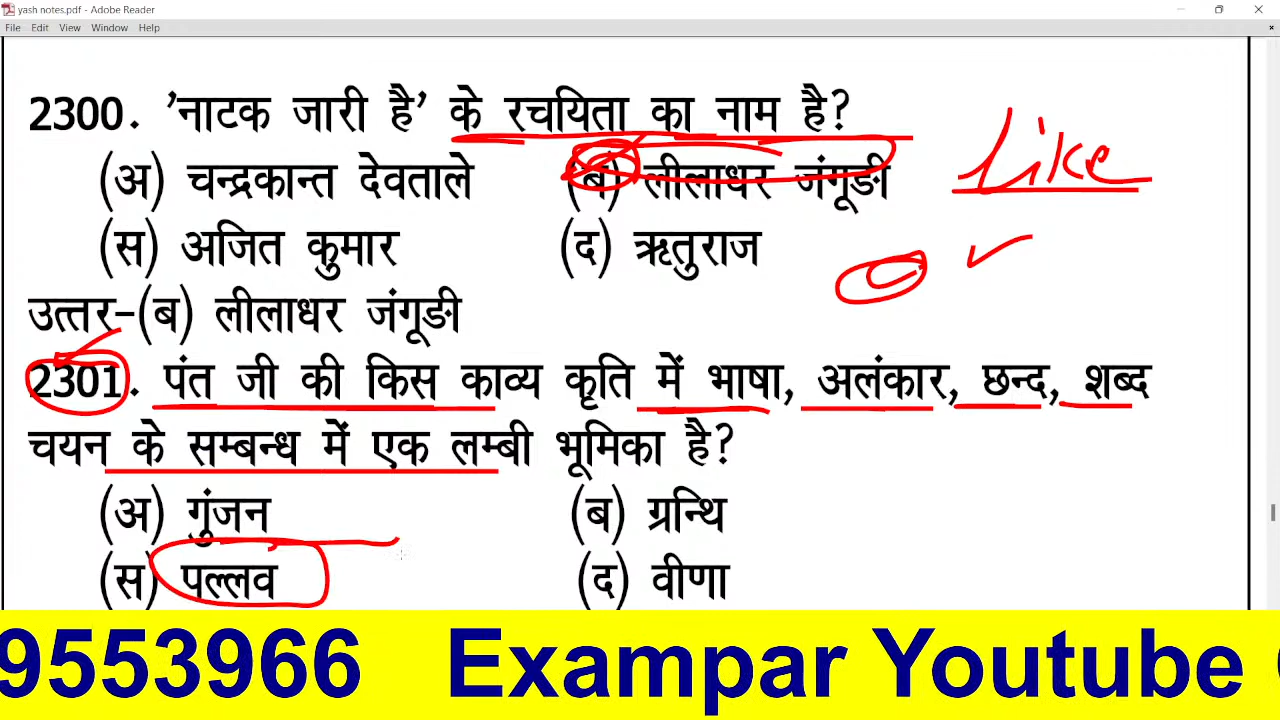 yash notes.pdf - Adobe Reader
File Edit View Window Help
2300. 'नाटक जारी है' के रचयिता का नाम है?
(अ) चन्द्रकान्त देवताले (ब) लीलाधर जंगूङी
like
(स) अजित कुमार (द) ऋतुराज
उत्तर-(ब) लीलाधर जंगूङी
2301. पंत जी की किस काव्य कृति में भाषा, अलंकार, छन्द, शब्द
चयन के सम्बन्ध में एक लम्बी भूमिका है?
(अ) गुंजन (ब) ग्रन्थि
(स) पल्लव (द) वीणा
9553966 Exampar Youtube